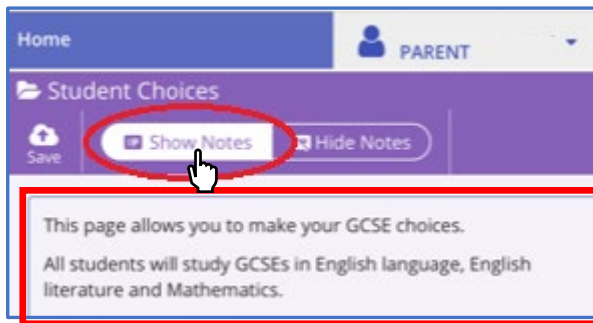 Home
PARENT
Student Choices
Save
Show Notes
Hide Notes
This page allows you to make your GCSE choices.
All students will study GCSEs in English language, English
literature and Mathematics.